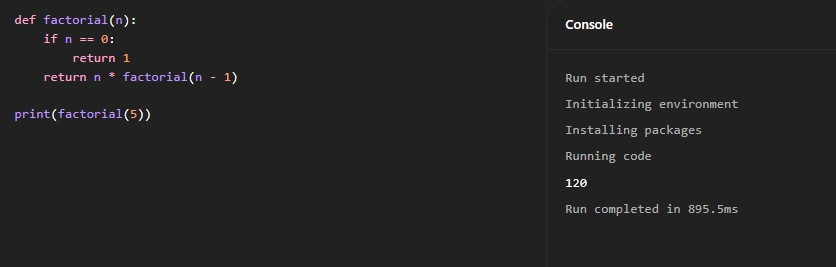 def factorial(n):
    if n == 0:
        return 1
    return n * factorial(n - 1)

print(factorial(5))
Console
Run started
Initializing environment
Installing packages
Running code
120
Run completed in 895.5ms